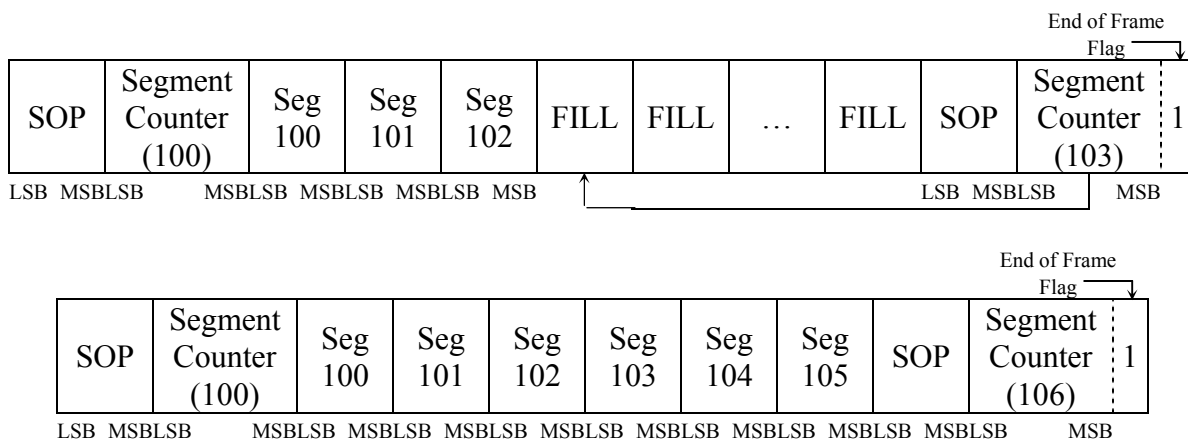 End of Frame
Flag
SOP
Segment
Counter
(100)
Seg
100
Seg
101
Seg
102
FILL
FILL
…
FILL
SOP
Segment
Counter
(103)
1
LSB MSBLSB MSBLSB MSBLSB MSBLSB MSB LSB MSBLSB MSB
End of Frame
Flag
SOP
Segment
Counter
(100)
Seg
100
Seg
101
Seg
102
Seg
103
Seg
104
Seg
105
SOP
Segment
Counter
(106)
1
LSB MSBLSB MSBLSB MSBLSB MSBLSB MSBLSB MSBLSB MSBLSB MSBLSB MSB